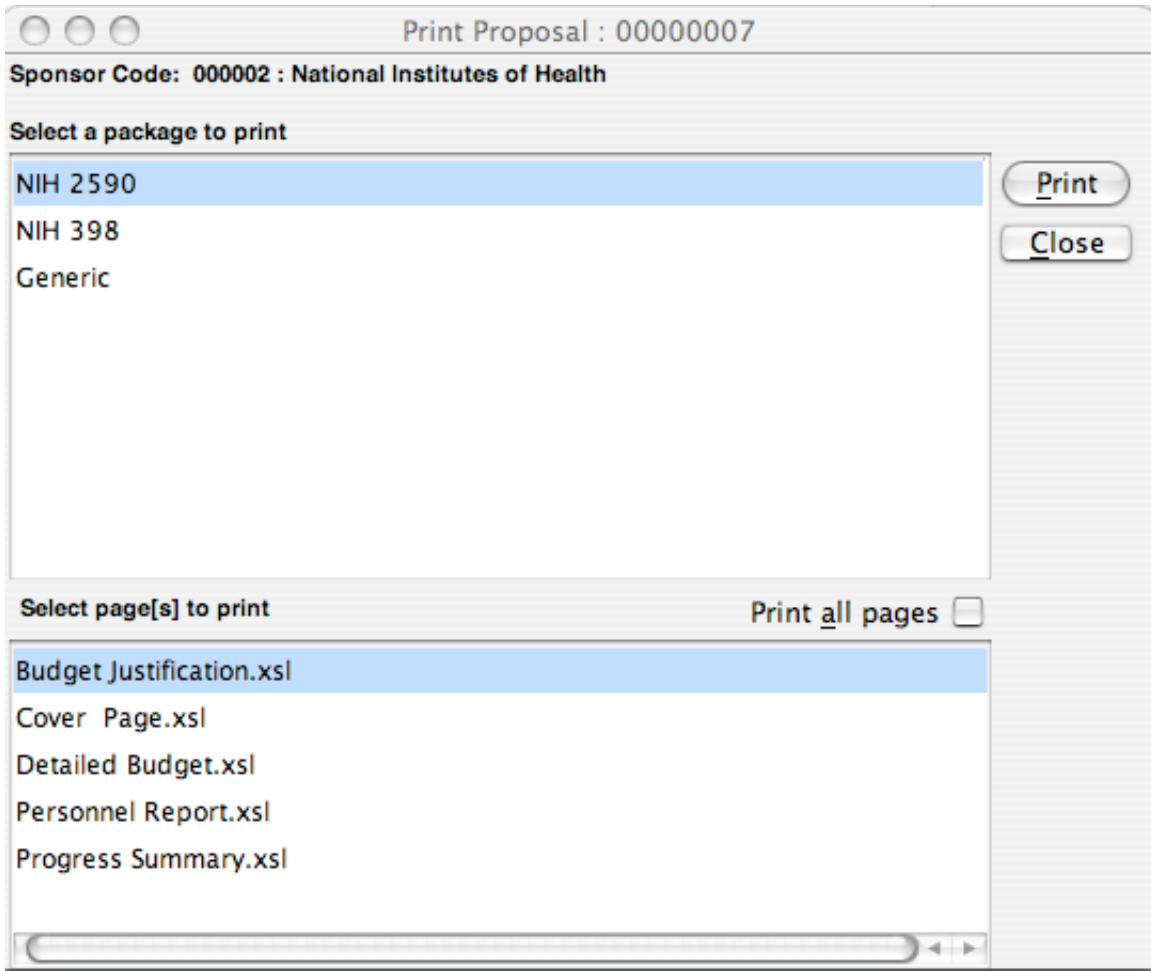 Print Proposal : 00000007
Sponsor Code:  000002 : National Institutes of Health
Select a package to print
NIH 2590
Print
NIH 398
Close
Generic
Select page[s] to print
Print all pages
Budget Justification.xsl
Cover  Page.xsl
Detailed Budget.xsl
Personnel Report.xsl
Progress Summary.xsl